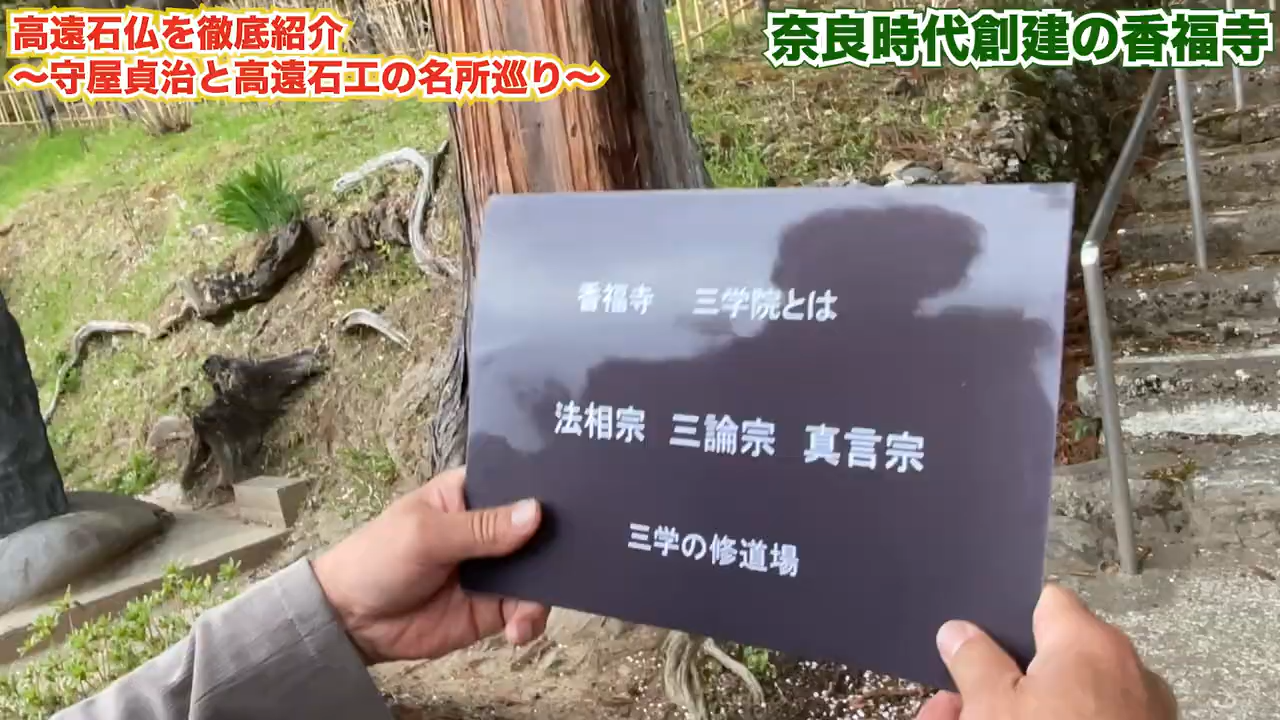 高遠石仏を徹底紹介
～守屋貞治と高遠石工の名所巡り～
奈良時代創建の香福寺
香福寺 三学院とは
法相宗 三論宗 真言宗
三学の修道場